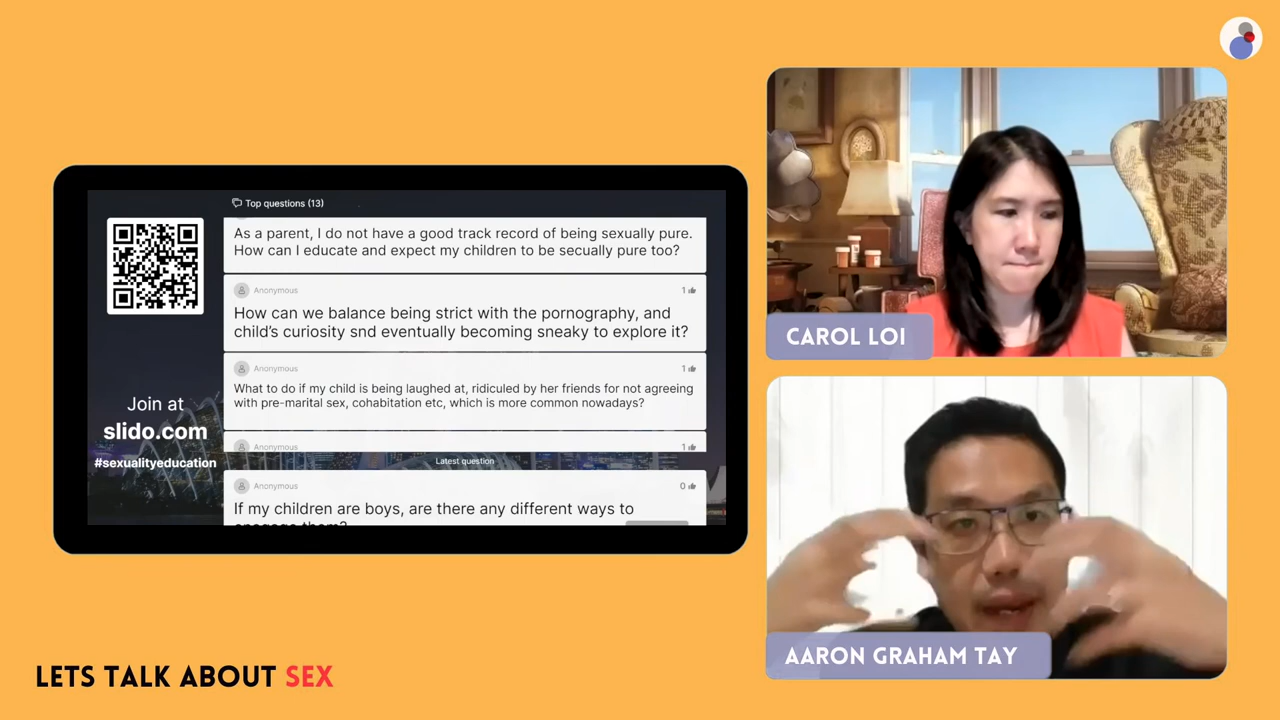 Top questions (13)
As a parent, I do not have a good track record of being sexually pure.
How can I educate and expect my children to be secually pure too?
Anonymous
1
How can we balance being strict with the pornography, and
child's curiosity snd eventually becoming sneaky to explore it?
Anonymous
1
What to do if my child is being laughed at, ridiculed by her friends for not agreeing
with pre-marital sex, cohabitation etc, which is more common nowadays?
Anonymous
1
Latest question
Anonymous
0
If my children are boys, are there any different ways to
engage them?
Join at
slido.com
#sexualityeducation
CAROL LOI
AARON GRAHAM TAY
LETS TALK ABOUT SEX